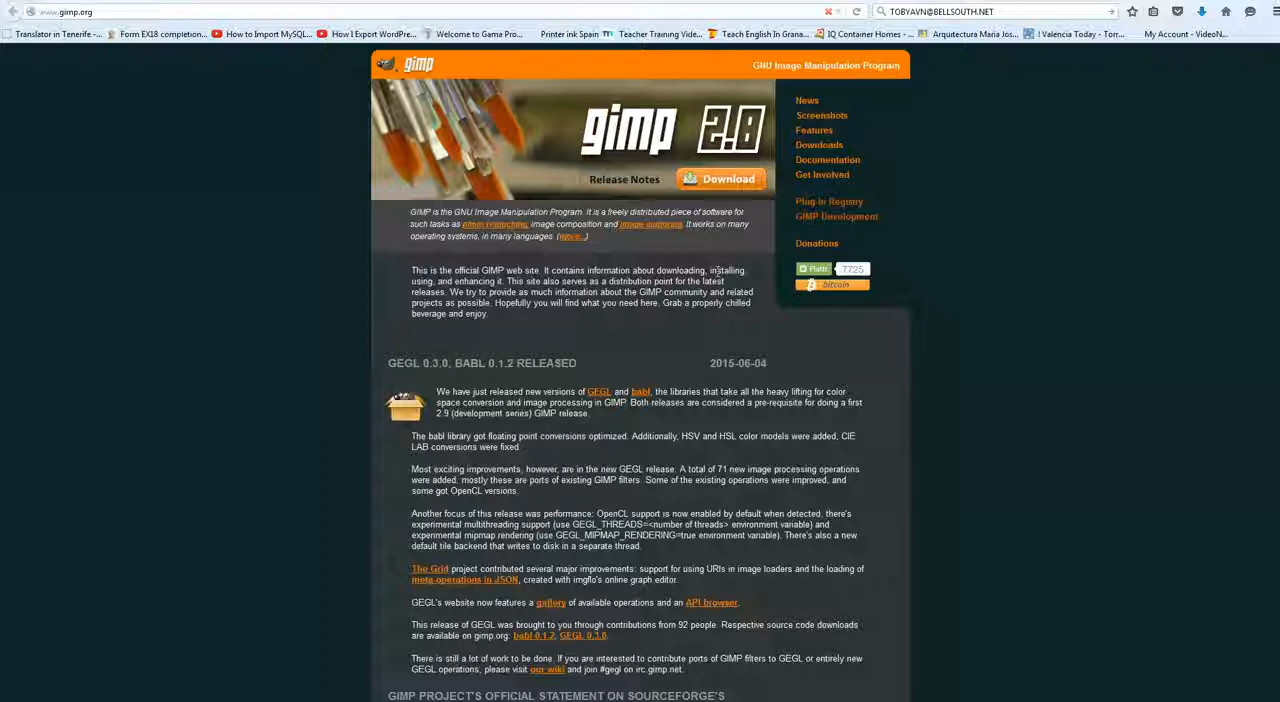 www.gimp.org
TOBYAVN@BELLSOUTH.NET
Translator in Tenerife -...
Form EX18 completion...
How to Import MySQL...
How I Export WordPre...
Welcome to Gama Pro...
Printer ink Spain
Teacher Training Vide...
Teach English In Grana...
IQ Container Homes - ...
Arquitectura Maria Jos...
! Valencia Today - Torr...
My Account - VideoN...
gimp
GNU Image Manipulation Program
gimp 2.8
Release Notes
Download
News
Screenshots
Features
Downloads
Documentation
Get Involved
Plug-in Registry
GIMP Development
Donations
Flattr
7725
bitcoin
GIMP is the GNU Image Manipulation Program. It is a freely distributed piece of software for
such tasks as photo retouching, image composition and image authoring. It works on many
operating systems, in many languages. (more...)
This is the official GIMP web site. It contains information about downloading, installing,
using, and enhancing it. This site also serves as a distribution point for the latest
releases. We try to provide as much information about the GIMP community and related
projects as possible. Hopefully you will find what you need here. Grab a properly chilled
beverage and enjoy.
GEGL 0.3.0, BABL 0.1.2 RELEASED
2015-06-04
We have just released new versions of GEGL and babl, the libraries that take all the heavy lifting for color
space conversion and image processing in GIMP. Both releases are considered a pre-requisite for doing a first
2.9 (development series) GIMP release.
The babl library got floating point conversions optimized. Additionally, HSV and HSL color models were added, CIE
LAB conversions were fixed.
Most exciting improvements, however, are in the new GEGL release. A total of 71 new image processing operations
were added: mostly these are ports of existing GIMP filters. Some of the existing operations were improved, and
some got OpenCL versions.
Another focus of this release was performance: OpenCL support is now enabled by default when detected, there's
experimental multithreading support (use GEGL_THREADS=<number of threads> environment variable) and
experimental mipmap rendering (use GEGL_MIPMAP_RENDERING=true environment variable). There's also a new
default tile backend that writes to disk in a separate thread.
The Grid project contributed several major improvements: support for using URIs in image loaders and the loading of
meta-operations in JSON, created with imgflo's online graph editor.
GEGL's website now features a gallery of available operations and an API browser.
This release of GEGL was brought to you through contributions from 92 people. Respective source code downloads
are available on gimp.org: babl 0.1.2, GEGL 0.3.0.
There is still a lot of work to be done. If you are interested to contribute ports of GIMP filters to GEGL or entirely new
GEGL operations, please visit our wiki and join #gegl on irc.gimp.net.
GIMP PROJECT'S OFFICIAL STATEMENT ON SOURCEFORGE'S